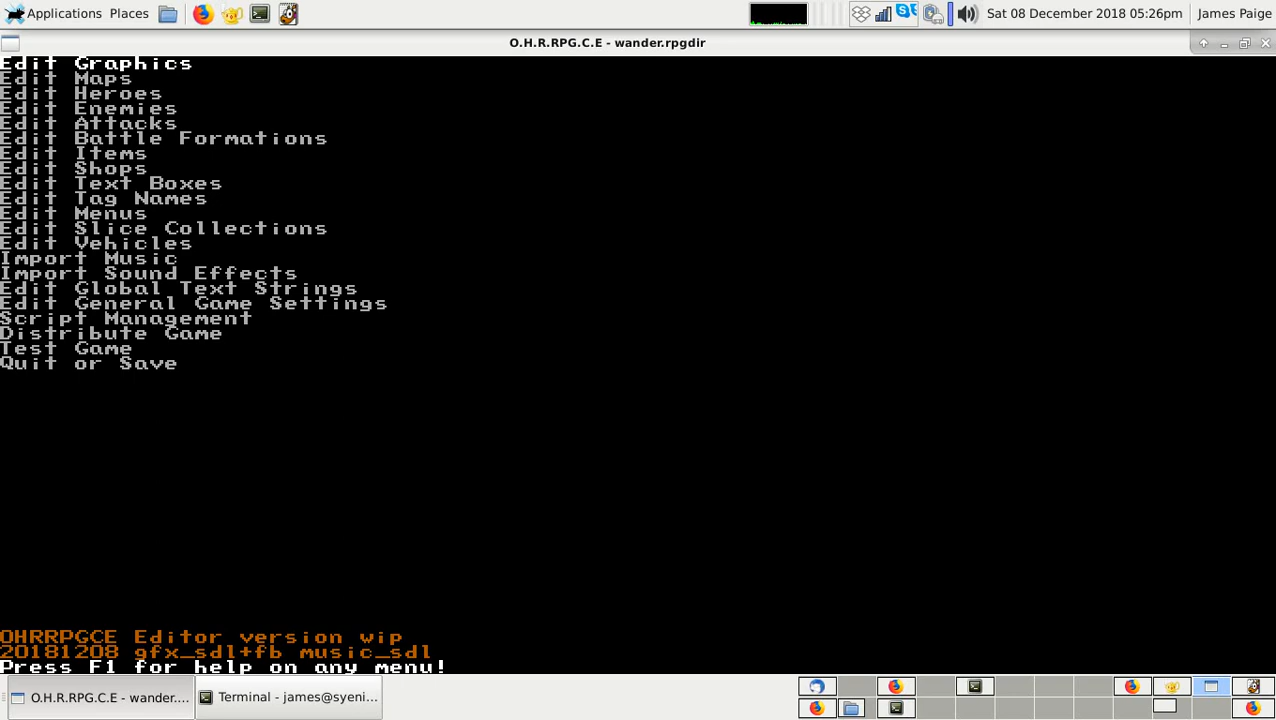 Applications Places Sat 08 December 2018 05:26pm James Paige
O.H.R.RPG.C.E - wander.rpgdir
Edit Graphics
Edit Maps
Edit Heroes
Edit Enemies
Edit Attacks
Edit Battle Formations
Edit Items
Edit Shops
Edit Text Boxes
Edit Tag Names
Edit Menus
Edit Slice Collections
Edit Vehicles
Import Music
Import Sound Effects
Edit Global Text Strings
Edit General Game Settings
Script Management
Distribute Game
Test Game
Quit or Save
OHRRPGCE Editor version wip
20181208 gfx_sdl+fb music_sdl
Press F1 for help on any menu!
O.H.R.RPG.C.E - wander.... Terminal - james@syeni...